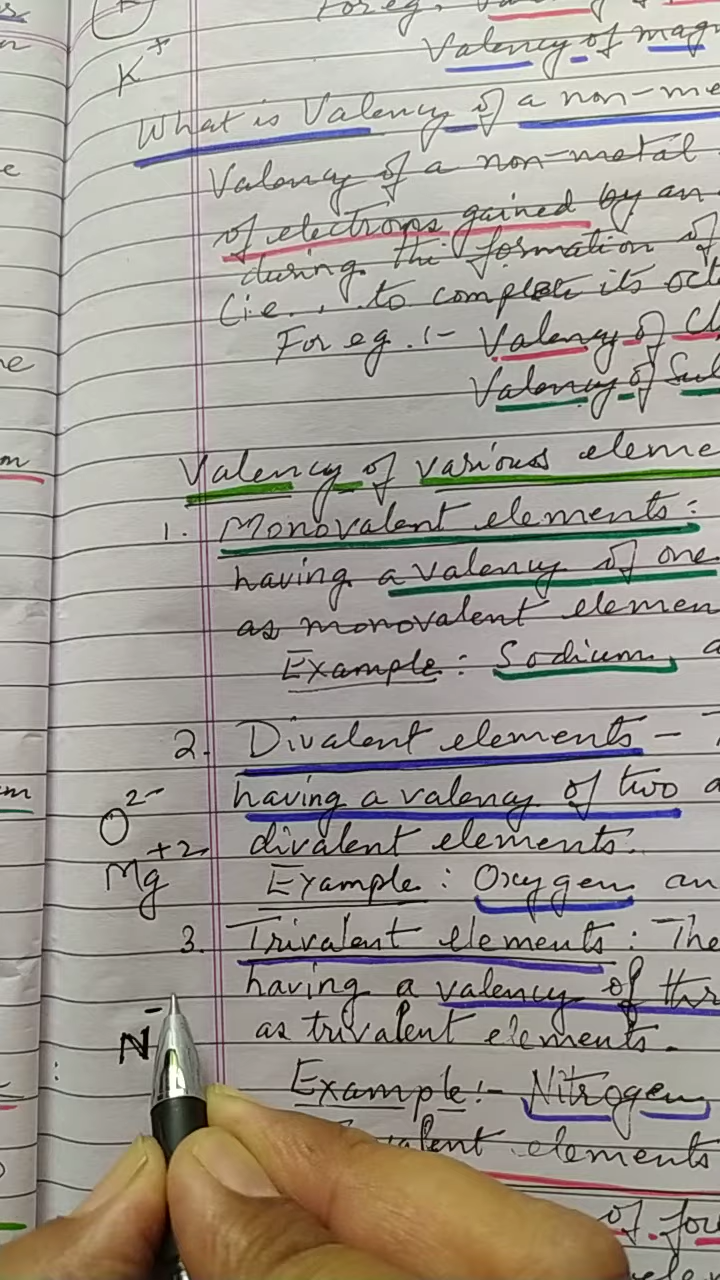 For eg.
K+
Valency of mag
What is Valency of a non-me
Valency of a non-metal
of electrons gained by an
during the formation of
(i.e., to complete its oct
For eg :- Valency of Cl
Valency of Sul
Valency of various eleme
1. Monovalent elements:
having a valency of one
as monovalent elemen
Example: Sodium, a
2. Divalent elements -
O2-
having a valency of two a
Mg+2
divalent elements.
Example: Oxygen an
3. Trivalent elements: The
having a valency of thr
N-
as trivalent elements.
Example:- Nitrogen
valent elements
of four